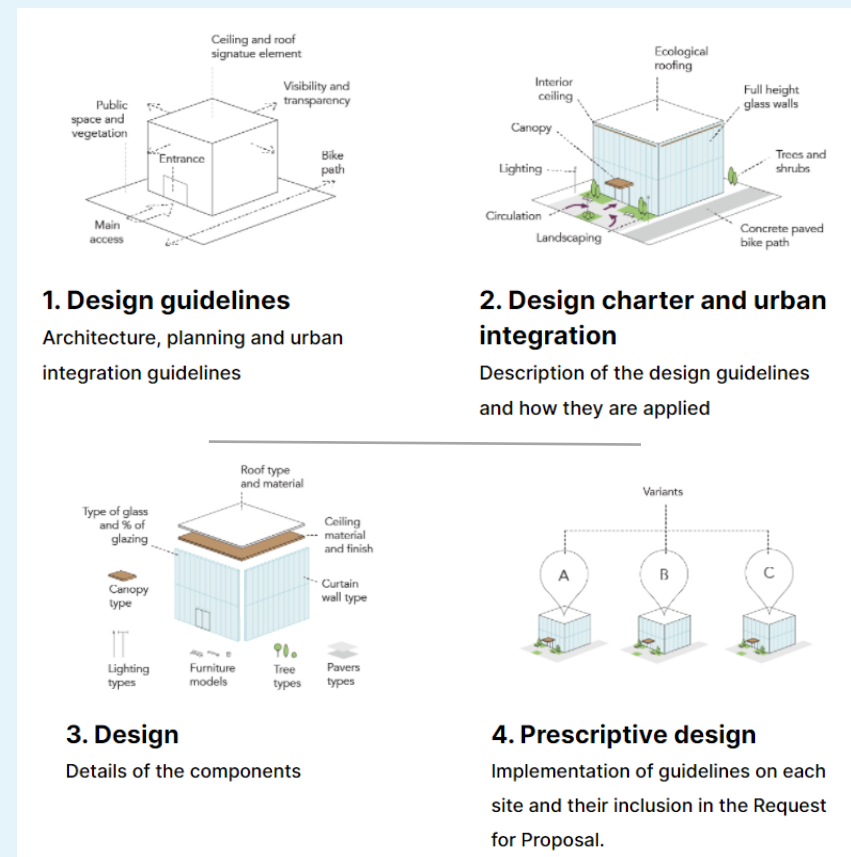 Ceiling and roof
signatue element
Visibility and
transparency
Public
space and
vegetation
Entrance
Bike
path
Main
access
1. Design guidelines
Architecture, planning and urban
integration guidelines
Ecological
roofing
Interior
ceiling
Full height
glass walls
Canopy
Trees and
shrubs
Lighting
Circulation
Landscaping
Concrete paved
bike path
2. Design charter and urban
integration
Description of the design guidelines
and how they are applied
Roof type
and material
Type of glass
and % of
glazing
Ceiling
material
and finish
Canopy
type
Curtain
wall type
Lighting
types
Furniture
models
Tree
types
Pavers
types
3. Design
Details of the components
Variants
A
B
C
4. Prescriptive design
Implementation of guidelines on each
site and their inclusion in the Request
for Proposal.